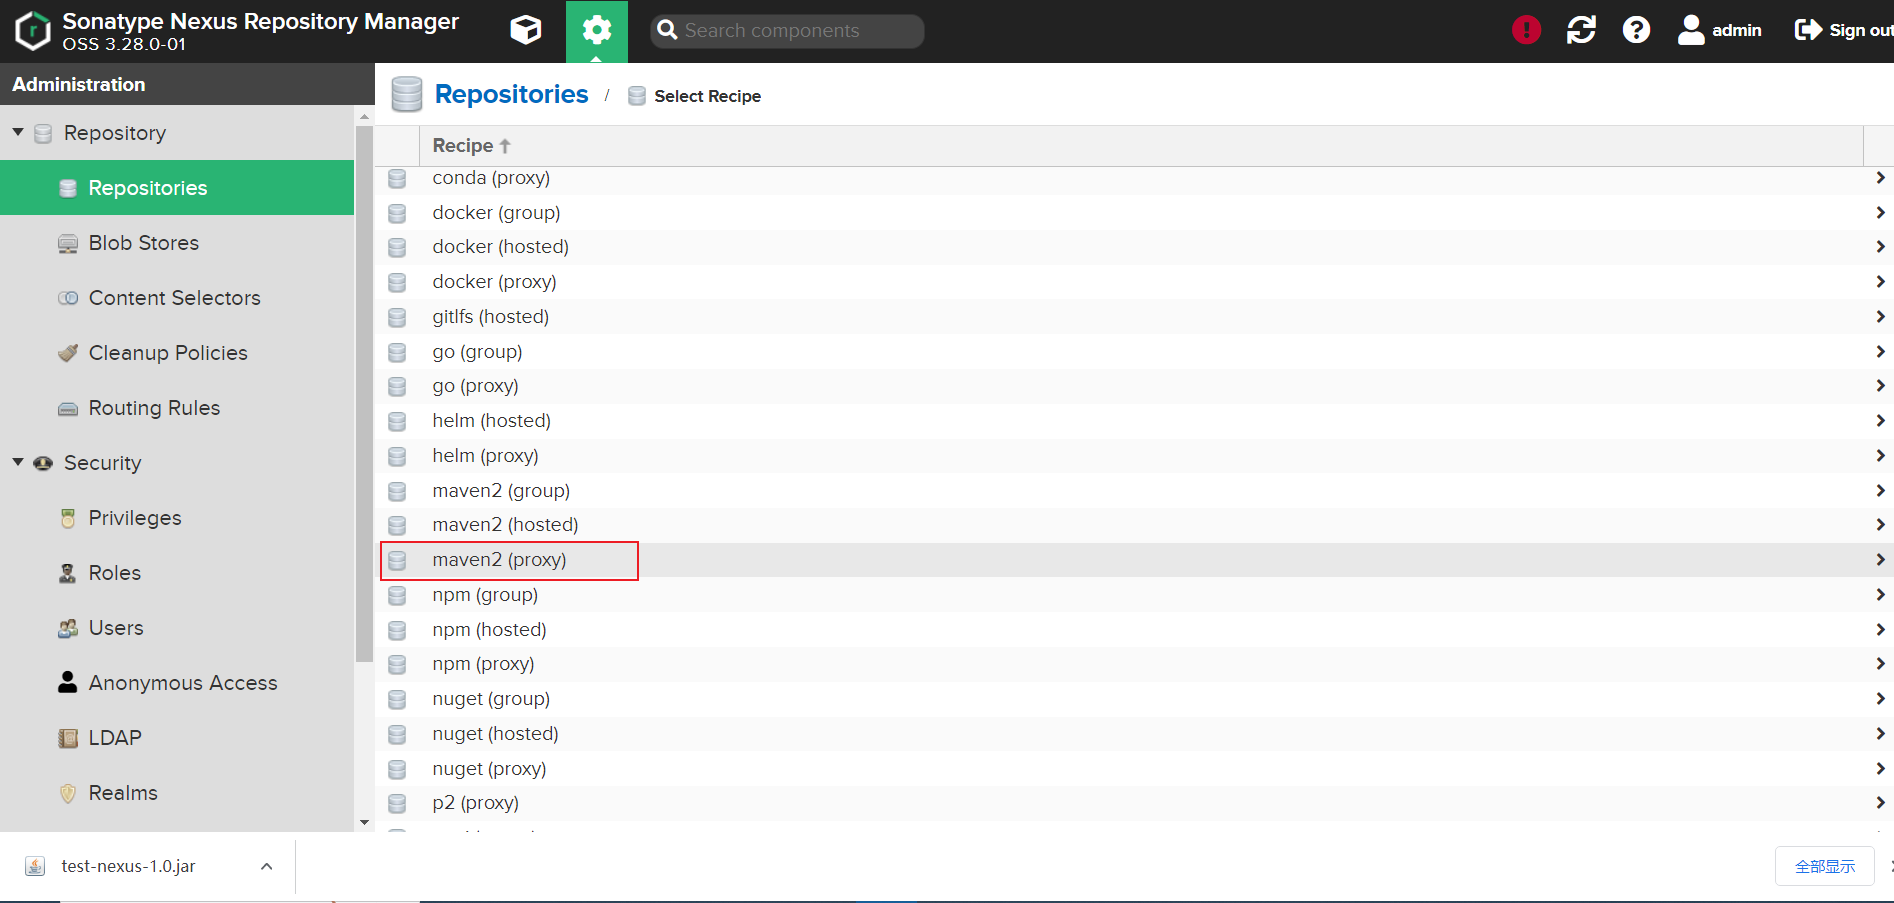 Sonatype Nexus Repository Manager
OSS 3.28.0-01
Search components
admin
Sign out
Administration
Repository
Repositories
Blob Stores
Content Selectors
Cleanup Policies
Routing Rules
Security
Privileges
Roles
Users
Anonymous Access
LDAP
Realms
Repositories / Select Recipe
Recipe
conda (proxy)
docker (group)
docker (hosted)
docker (proxy)
gitlfs (hosted)
go (group)
go (proxy)
helm (hosted)
helm (proxy)
maven2 (group)
maven2 (hosted)
maven2 (proxy)
npm (group)
npm (hosted)
npm (proxy)
nuget (group)
nuget (hosted)
nuget (proxy)
p2 (proxy)
test-nexus-1.0.jar
全部显示